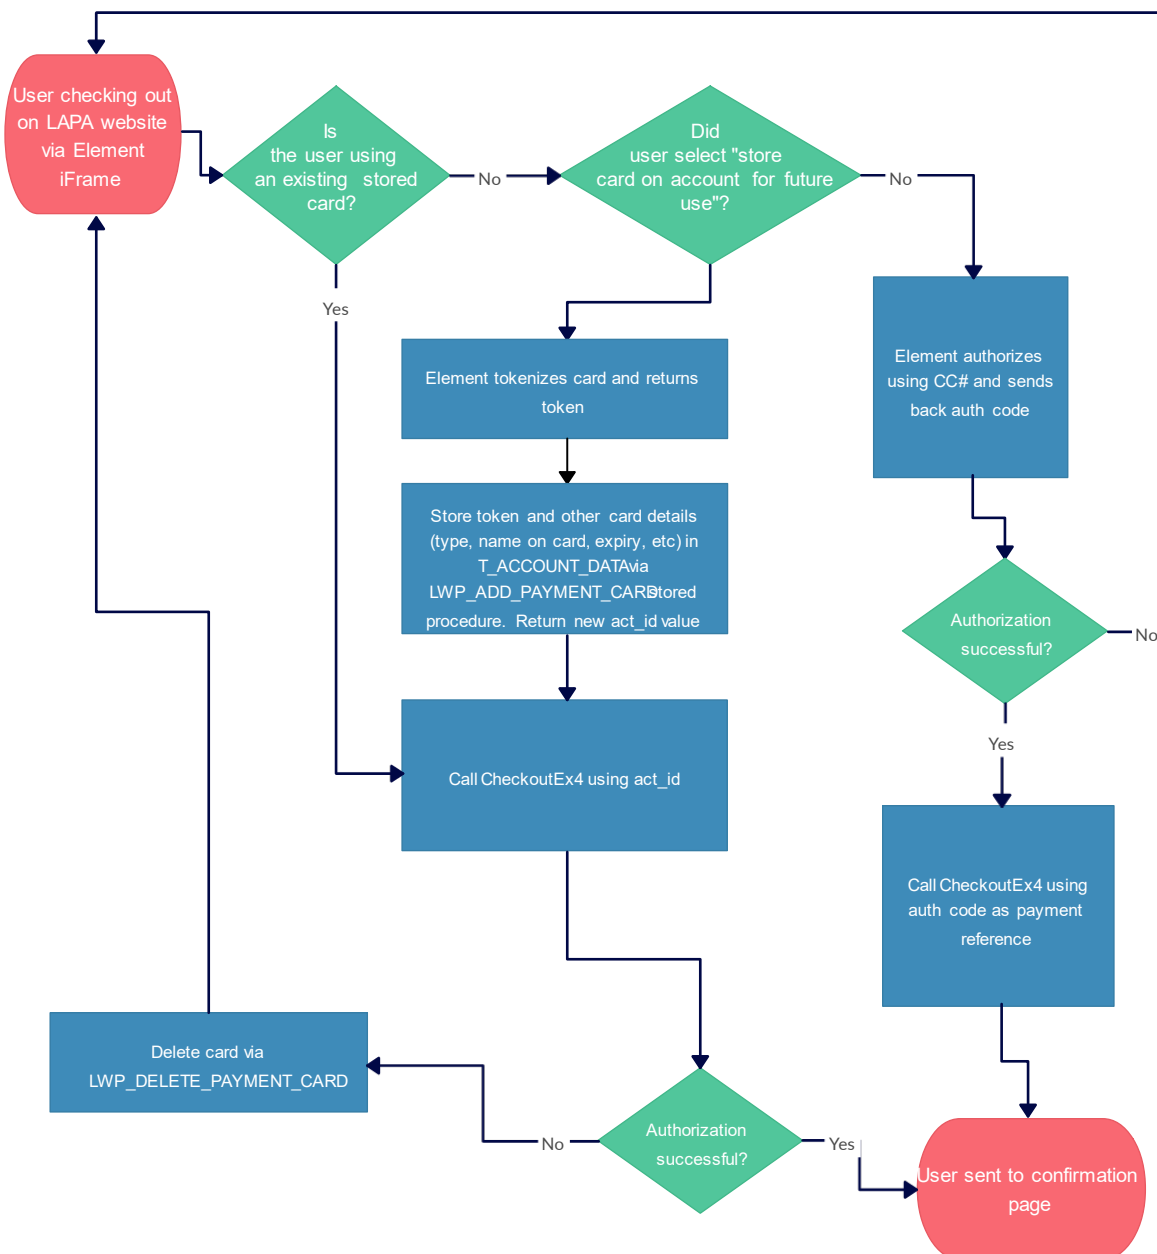 User checking out
on LAPA website
via Element
iFrame
Is
the user using
an existing stored
card?
No
Did
user select "store
card on account for future
use"?
No
Yes
Element tokenizes card and returns
token
Element authorizes
using CC# and sends
back auth code
Store token and other card details
(type, name on card, expiry, etc) in
T_ACCOUNT_DATAvia
LWP_ADD_PAYMENT_CARDstored
procedure. Return new act_id value
Authorization
successful?
No
Yes
Call CheckoutEx4 using act_id
Call CheckoutEx4 using
auth code as payment
reference
Delete card via
LWP_DELETE_PAYMENT_CARD
No
Authorization
successful?
Yes
User sent to confirmation
page